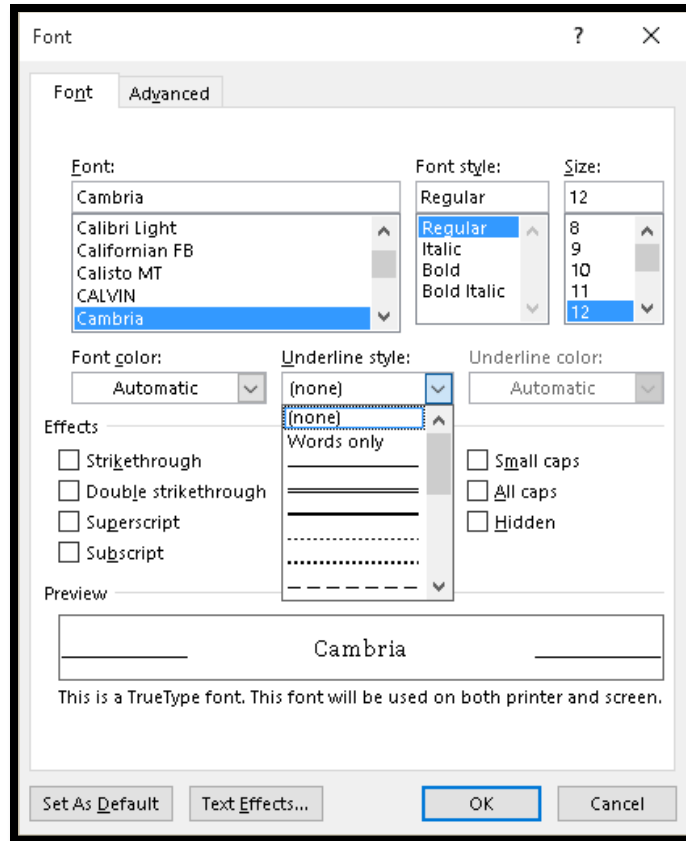 Font ? ×
Font Advanced
Font: Font style: Size:
Cambria Regular 12
Calibri Light Regular 8
Californian FB Italic 9
Calisto MT Bold 10
CALVIN Bold Italic 11
Cambria 12
Font color: Underline style: Underline color:
Automatic (none) Automatic
(none)
Effects
Words only
Strikethrough Small caps
Double strikethrough All caps
Superscript Hidden
Subscript
Preview
Cambria
This is a TrueType font. This font will be used on both printer and screen.
Set As Default Text Effects... OK Cancel